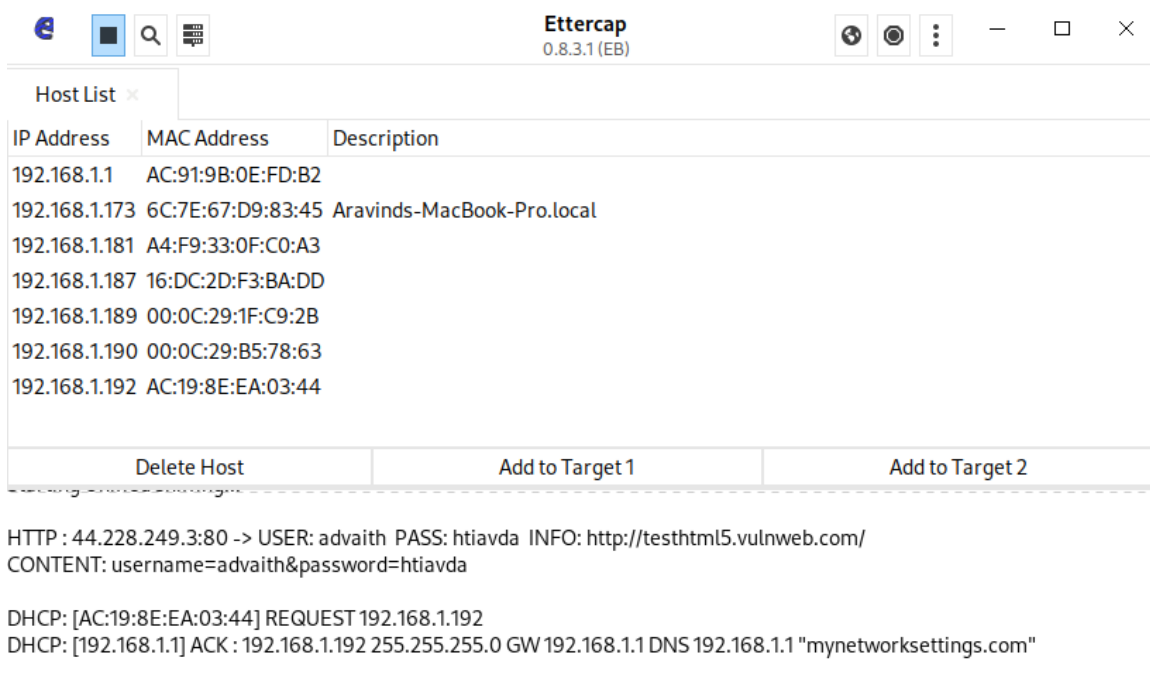 Ettercap
0.8.3.1 (EB)
Host List ×
IP Address MAC Address Description
192.168.1.1 AC:91:9B:0E:FD:B2
192.168.1.173 6C:7E:67:D9:83:45 Aravinds-MacBook-Pro.local
192.168.1.181 A4:F9:33:0F:C0:A3
192.168.1.187 16:DC:2D:F3:BA:DD
192.168.1.189 00:0C:29:1F:C9:2B
192.168.1.190 00:0C:29:B5:78:63
192.168.1.192 AC:19:8E:EA:03:44
Delete Host Add to Target 1 Add to Target 2
HTTP : 44.228.249.3:80 -> USER: advaith PASS: htiavda INFO: http://testhtml5.vulnweb.com/
CONTENT: username=advaith&password=htiavda
DHCP: [AC:19:8E:EA:03:44] REQUEST 192.168.1.192
DHCP: [192.168.1.1] ACK : 192.168.1.192 255.255.255.0 GW 192.168.1.1 DNS 192.168.1.1 "mynetworksettings.com"